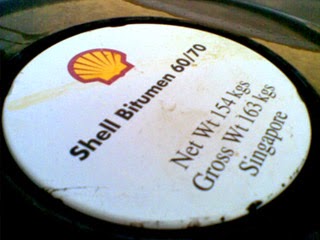 Shell Bitumen 60/70
Net Wt 154 kgs
Gross Wt 163 kgs
Singapore